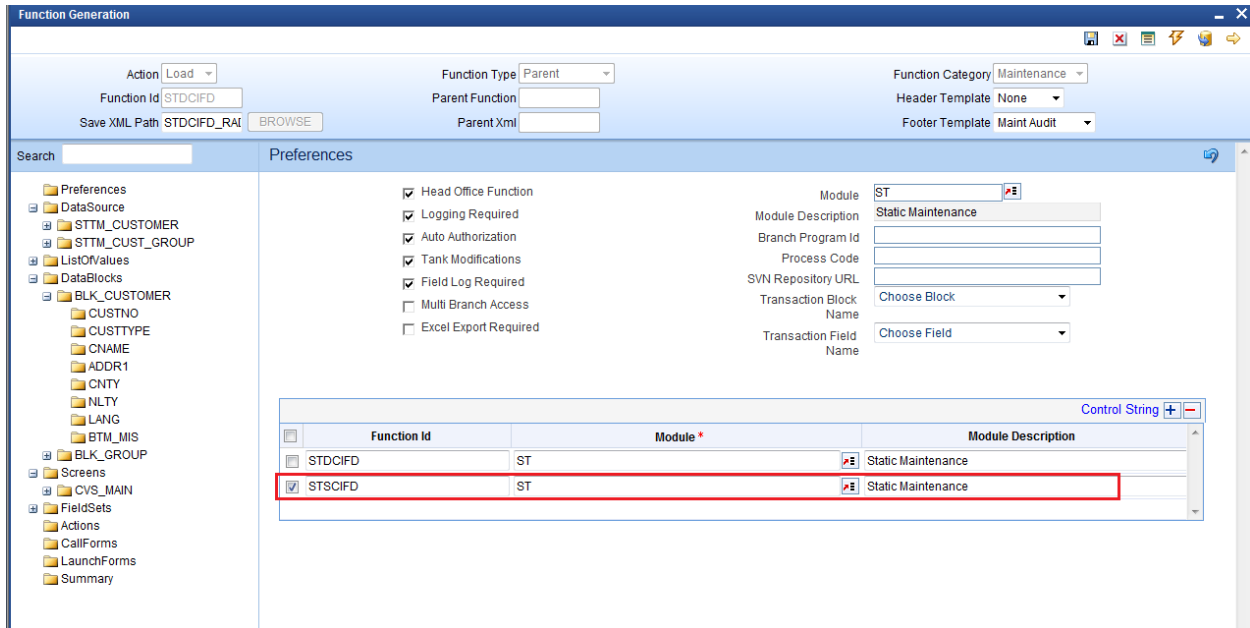 Function Generation
Action Load Function Type Parent Function Category Maintenance
Function Id STDCIFD Parent Function Header Template None
Save XML Path STDCIFD_RAD BROWSE Parent Xml Footer Template Maint Audit
Search
Preferences
Preferences
DataSource
STTM_CUSTOMER
STTM_CUST_GROUP
ListOfValues
DataBlocks
BLK_CUSTOMER
CUSTNO
CUSTTYPE
CNAME
ADDR1
CNTY
NLTY
LANG
BTM_MIS
BLK_GROUP
Screens
CVS_MAIN
FieldSets
Actions
CallForms
LaunchForms
Summary
Head Office Function
Logging Required
Auto Authorization
Tank Modifications
Field Log Required
Multi Branch Access
Excel Export Required
Module ST
Module Description Static Maintenance
Branch Program Id
Process Code
SVN Repository URL
Transaction Block Choose Block
Name
Transaction Field Choose Field
Name
Control String
Function Id Module * Module Description
STDCIFD ST Static Maintenance
STSCIFD ST Static Maintenance